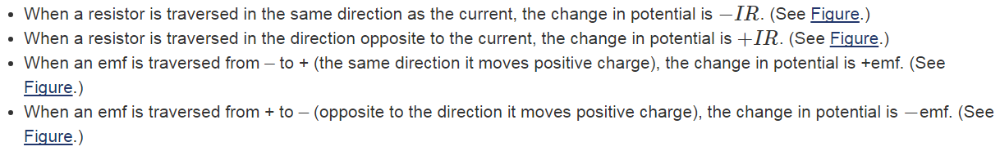 • When a resistor is traversed in the same direction as the current, the change in potential is −IR. (See Figure.)
• When a resistor is traversed in the direction opposite to the current, the change in potential is +IR. (See Figure.)
• When an emf is traversed from − to + (the same direction it moves positive charge), the change in potential is +emf. (See
Figure.)
• When an emf is traversed from + to − (opposite to the direction it moves positive charge), the change in potential is −emf. (See
Figure.)